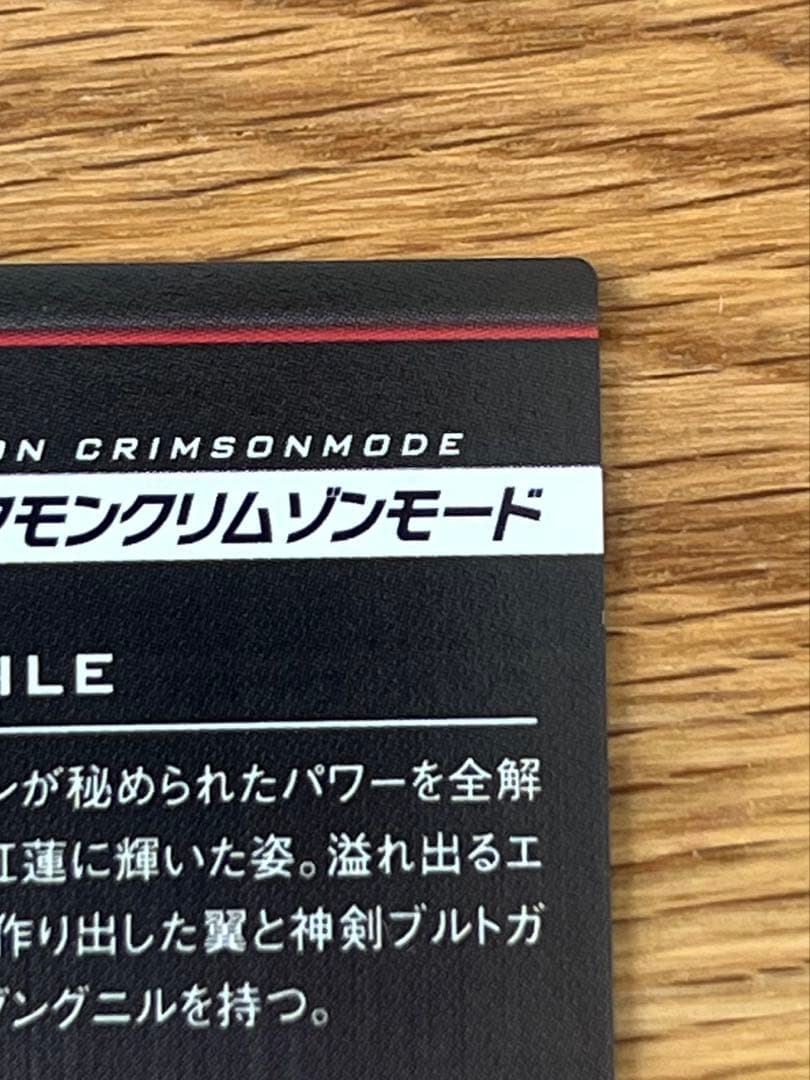 ON CRIMSONMODE
モンクリムゾンモード
ILE
ンが秘められたパワーを全解
紅蓮に輝いた姿。溢れ出るエ
作り出した翼と神剣ブルトガ
グングニルを持つ。